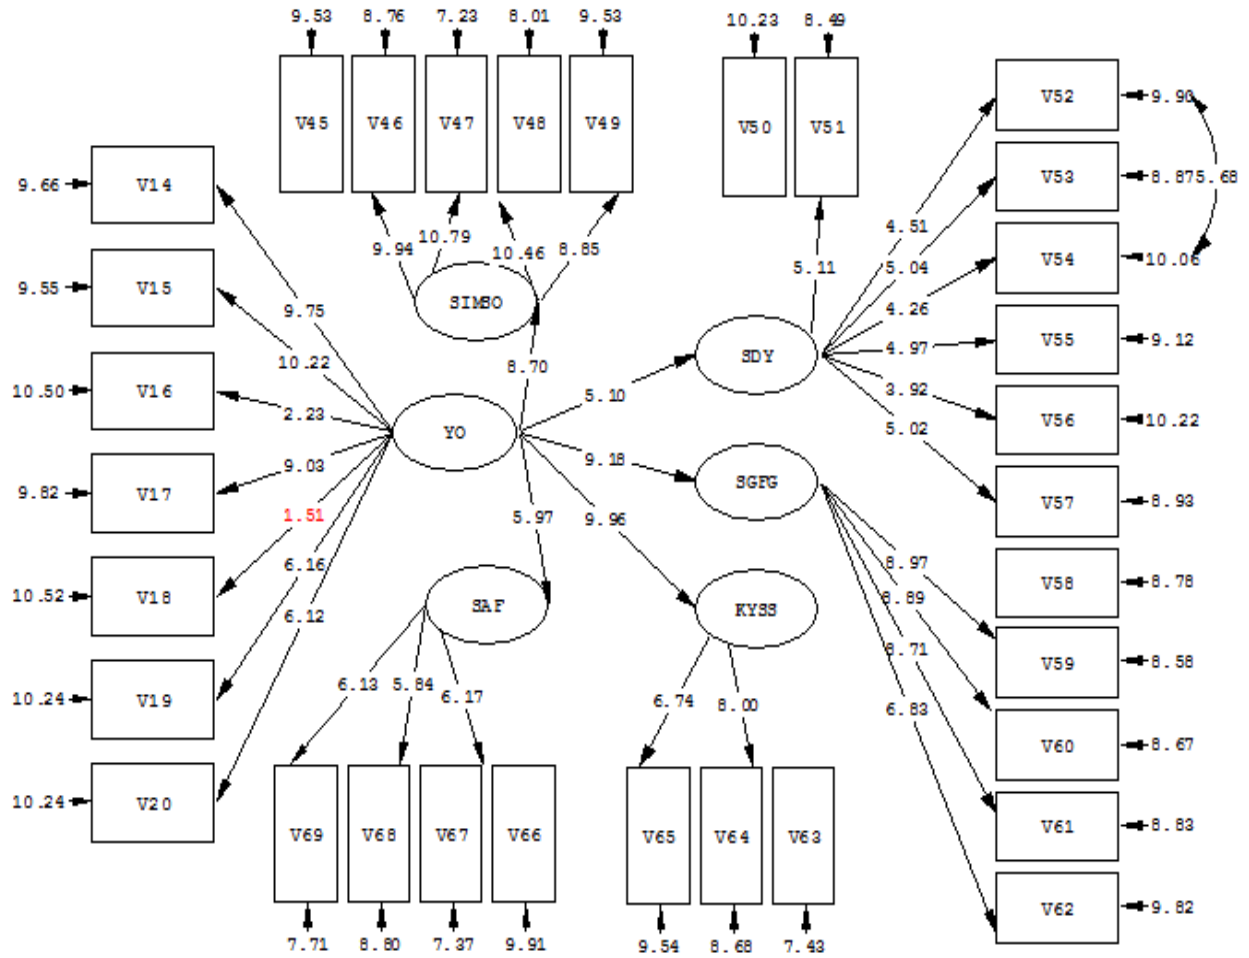 9.53 8.76 7.23 8.01 9.53 10.23 8.49
V45 V46 V47 V48 V49 V50 V51
V52 9.90
V53 8.87 5.68
V54 10.06
V55 9.12
V56 10.22
V57 8.93
V58 8.78
V59 8.58
V60 8.67
V61 8.83
V62 9.82
9.66 V14
9.55 V15
10.50 V16
9.82 V17
10.52 V18
10.24 V19
10.24 V20
9.75
10.22
2.23
9.03
1.51
6.16
6.12
9.94 10.79 10.46 8.85
SIMSO
8.70
YO
5.10
9.18
9.96
5.97
SDY
5.11
4.51
5.04
4.26
4.97
3.92
5.02
SGFG
8.97
8.89
8.71
6.83
SAF
6.13 5.84 6.17
KYSS
6.74 8.00
V69 V68 V67 V66 V65 V64 V63
7.71 8.80 7.37 9.91 9.54 8.68 7.43